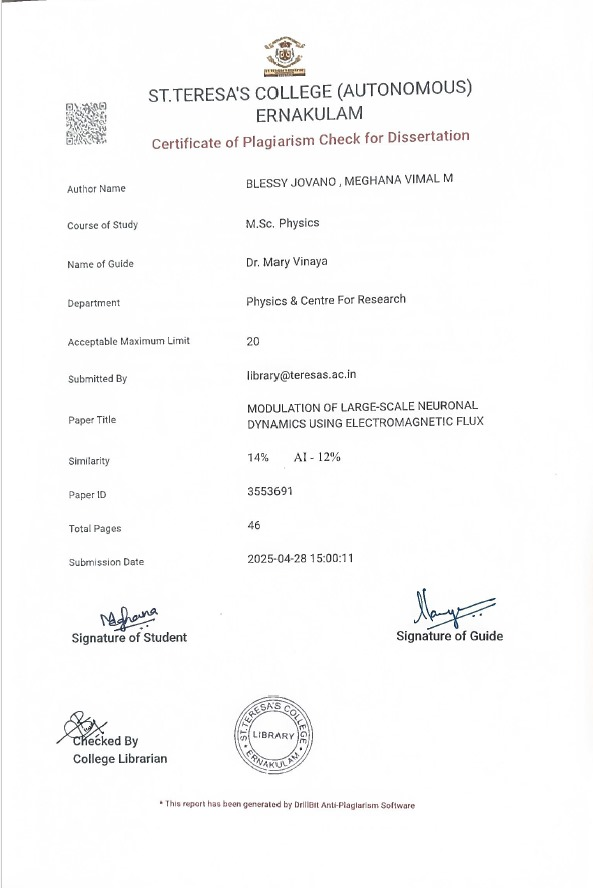 ST.TERESA'S COLLEGE (AUTONOMOUS)
ERNAKULAM
Certificate of Plagiarism Check for Dissertation
Author Name BLESSY JOVANO , MEGHANA VIMAL M
Course of Study M.Sc. Physics
Name of Guide Dr. Mary Vinaya
Department Physics & Centre For Research
Acceptable Maximum Limit 20
Submitted By library@teresas.ac.in
Paper Title MODULATION OF LARGE-SCALE NEURONAL
DYNAMICS USING ELECTROMAGNETIC FLUX
Similarity 14% AI - 12%
Paper ID 3553691
Total Pages 46
Submission Date 2025-04-28 15:00:11
Meghana
Signature of Student
Signature of Guide
Checked By
College Librarian
ST.TERESA'S COLLEGE
LIBRARY
ERNAKULAM
* This report has been generated by DrillBit Anti-Plagiarism Software